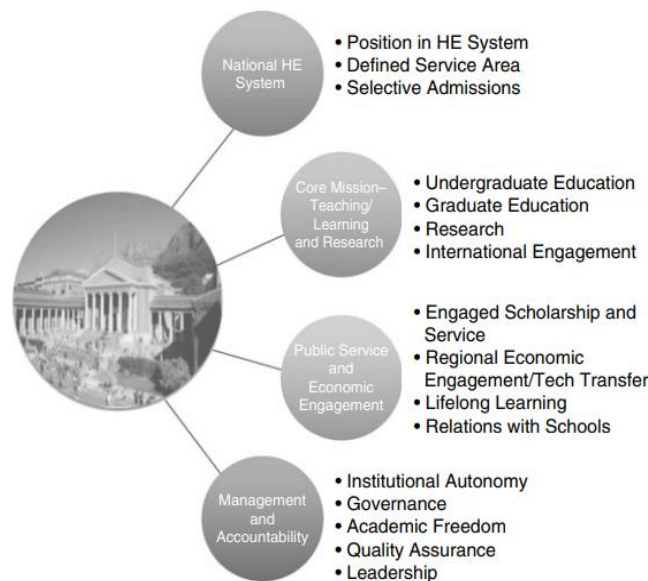 National HE
System
• Position in HE System
• Defined Service Area
• Selective Admissions
Core Mission–
Teaching/
Learning
and Research
• Undergraduate Education
• Graduate Education
• Research
• International Engagement
Public Service
and
Economic
Engagement
• Engaged Scholarship and
Service
• Regional Economic
Engagement/Tech Transfer
• Lifelong Learning
• Relations with Schools
Management
and
Accountability
• Institutional Autonomy
• Governance
• Academic Freedom
• Quality Assurance
• Leadership